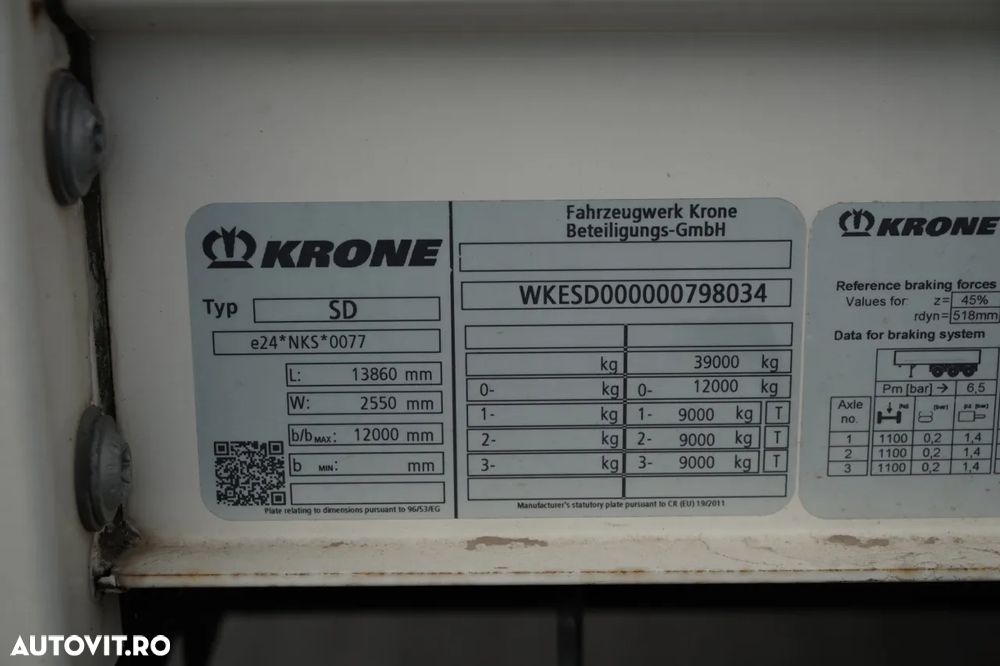 KRONE
Typ SD
e24*NKS*0077
L: 13860 mm
W: 2550 mm
b/b MAX: 12000 mm
b MIN: mm
Plate relating to dimensions pursuant to 96/53/EG
Fahrzeugwerk Krone
Beteiligungs-GmbH
WKESD000000798034
kg 39000 kg
0- kg 0- 12000 kg
1- kg 1- 9000 kg T
2- kg 2- 9000 kg T
3- kg 3- 9000 kg T
Manufacturer's statutory plate pursuant to CR (EU) 19/2011
KRONE
Reference braking forces
Values for: z= 45%
rdyn= 518mm
Data for braking system
Pm [bar] → 6,5
Axle
no.
[bar]
1 1100 0,2 1,4
2 1100 0,2 1,4
3 1100 0,2 1,4
AUTOVIT.RO